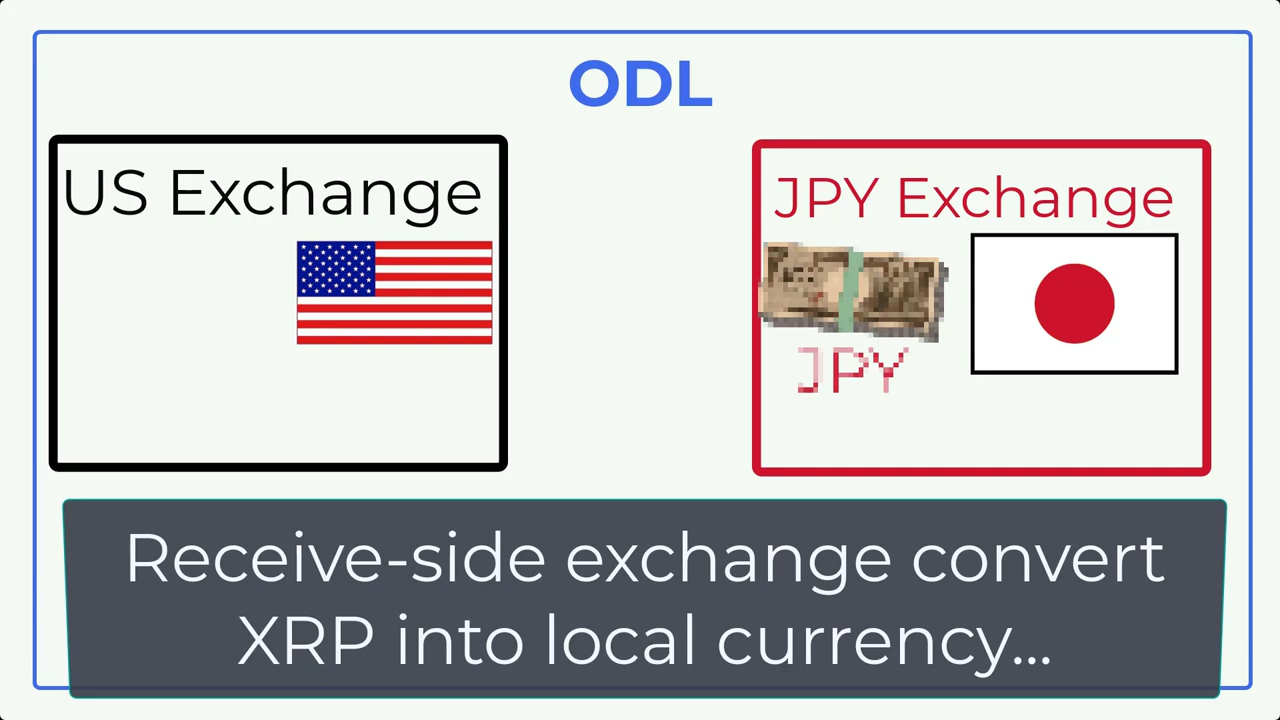 ODL
US Exchange
JPY Exchange
JPY
Receive-side exchange convert
XRP into local currency...